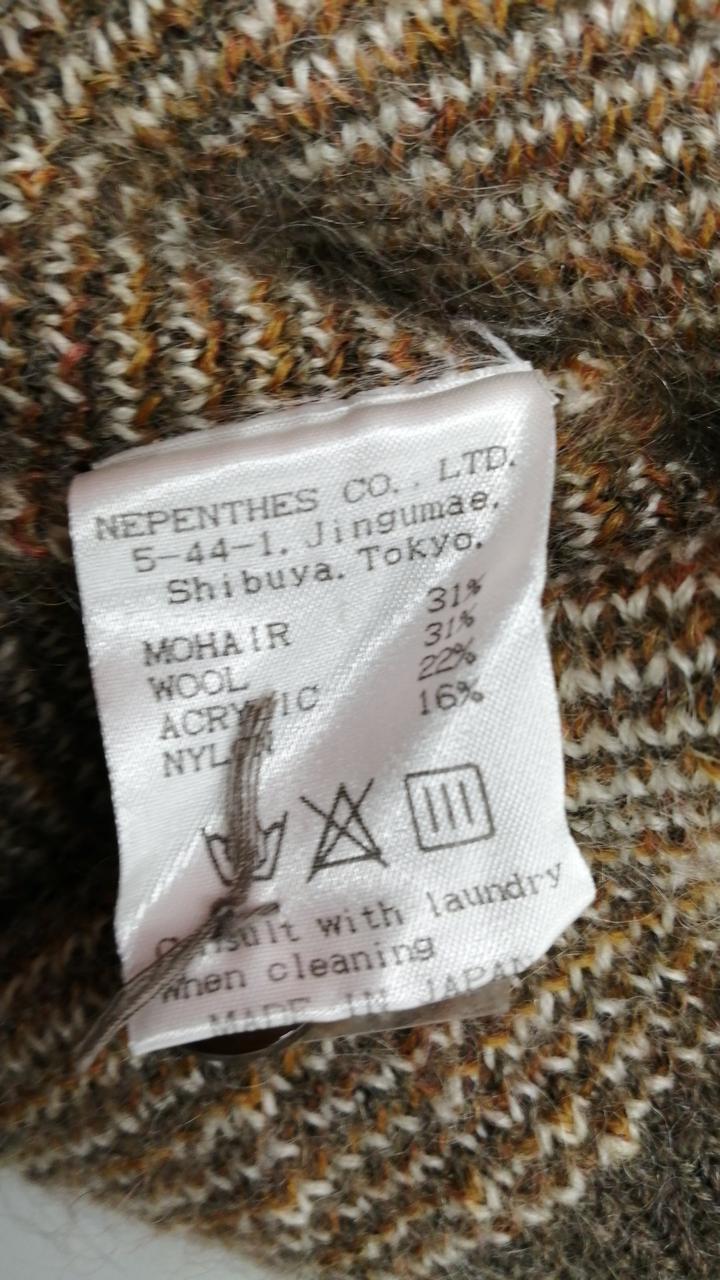 NEPENTHES CO., LTD.
5-44-1, Jingumae,
Shibuya, Tokyo.
MOHAIR 31%
WOOL 31%
ACRYLIC 22%
NYLON 16%
Consult with laundry
when cleaning
MADE IN JAPAN